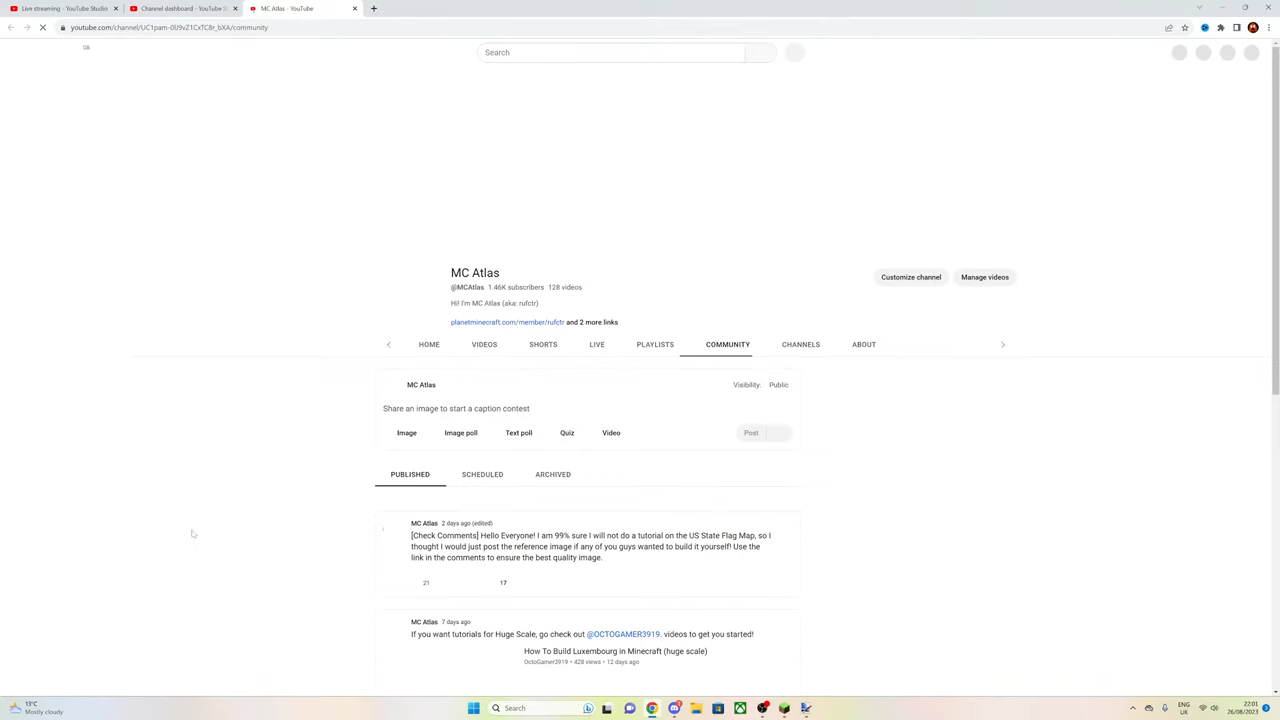 Live streaming - YouTube Studio
Channel dashboard - YouTube St
MC Atlas - YouTube
youtube.com/channel/UC1pam-0U9vZ1CxTC8r_bXA/community
GB
Search
MC Atlas
@MCAtlas 1.46K subscribers 128 videos
Hi! I'm MC Atlas (aka: rufctr)
planetminecraft.com/member/rufctr and 2 more links
Customize channel
Manage videos
HOME
VIDEOS
SHORTS
LIVE
PLAYLISTS
COMMUNITY
CHANNELS
ABOUT
MC Atlas
Visibility: Public
Share an image to start a caption contest
Image
Image poll
Text poll
Quiz
Video
Post
PUBLISHED
SCHEDULED
ARCHIVED
MC Atlas 2 days ago (edited)
[Check Comments] Hello Everyone! I am 99% sure I will not do a tutorial on the US State Flag Map, so I
thought I would just post the reference image if any of you guys wanted to build it yourself! Use the
link in the comments to ensure the best quality image.
21
17
MC Atlas 7 days ago
If you want tutorials for Huge Scale, go check out @OCTOGAMER3919. videos to get you started!
How To Build Luxembourg in Minecraft (huge scale)
OctoGamer3919 • 428 views • 12 days ago
13°C
Mostly cloudy
Search
ENG
UK
22:01
26/08/2023